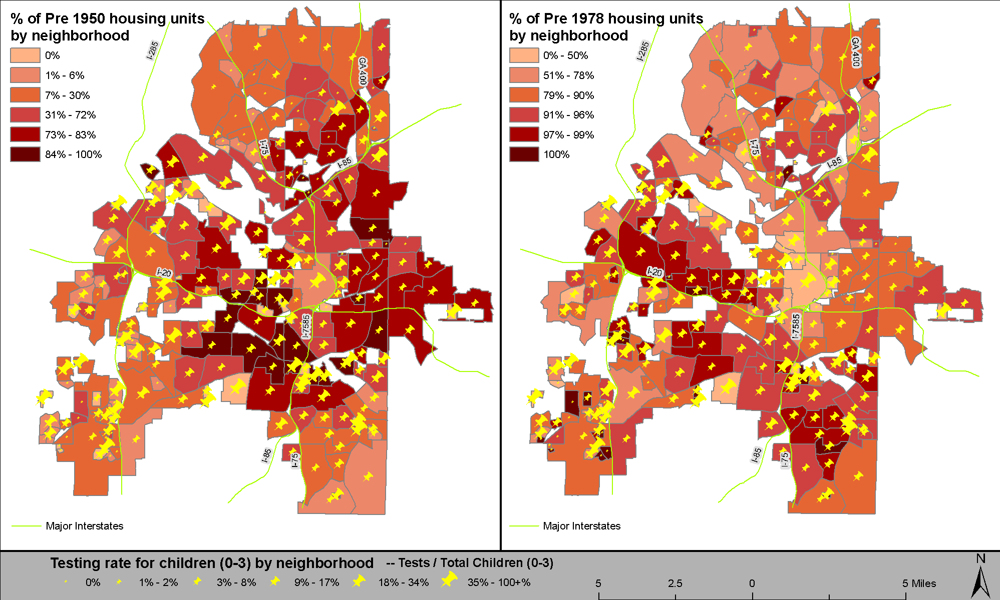 % of Pre 1950 housing units
by neighborhood
0%
1% - 6%
7% - 30%
31% - 72%
73% - 83%
84% - 100%
I-285
GA 400
I-75
I-85
I-20
I-7585
I-85
I-75
Major Interstates
% of Pre 1978 housing units
by neighborhood
0% - 50%
51% - 78%
79% - 90%
91% - 96%
97% - 99%
100%
I-285
GA 400
I-75
I-85
I-20
I-7585
I-85
I-75
Major Interstates
Testing rate for children (0-3) by neighborhood -- Tests / Total Children (0-3)
0% 1% - 2% 3% - 8% 9% - 17% 18% - 34% 35% - 100+%
5 2.5 0 5 Miles
N